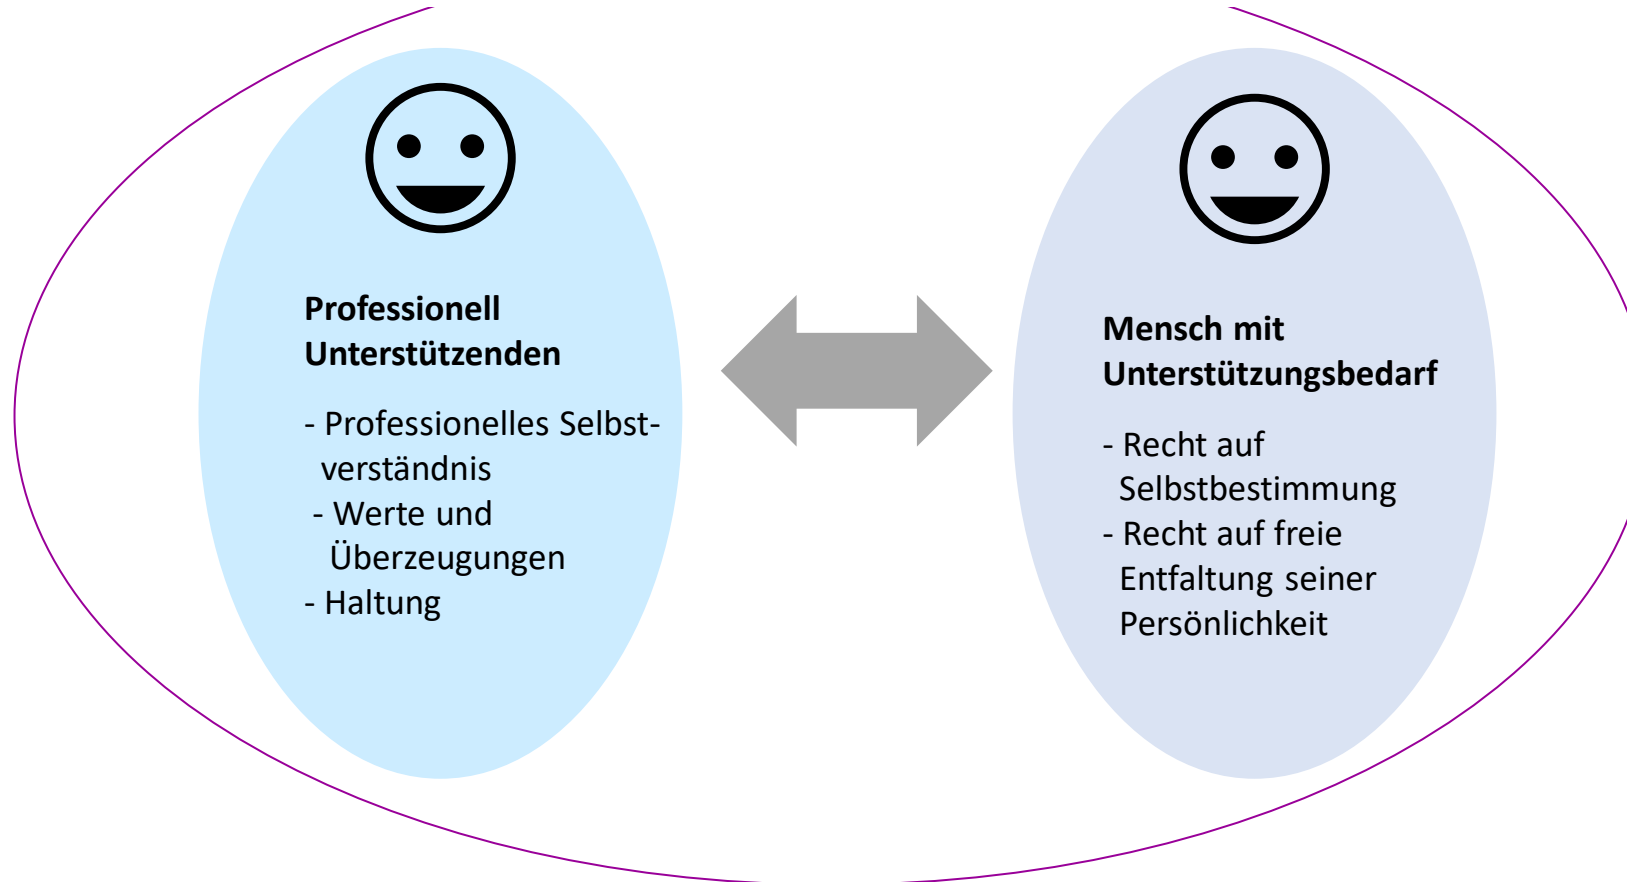 Professionell
Unterstützenden
- Professionelles Selbst-
verständnis
- Werte und
Überzeugungen
- Haltung
Mensch mit
Unterstützungsbedarf
- Recht auf
Selbstbestimmung
- Recht auf freie
Entfaltung seiner
Persönlichkeit